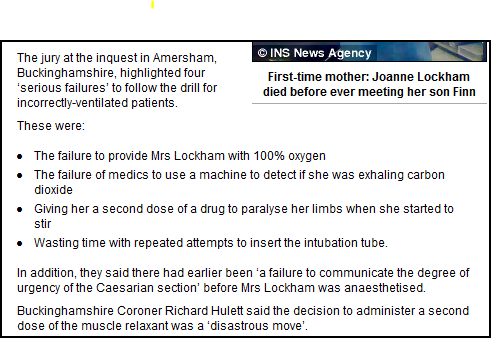 The jury at the inquest in Amersham,
Buckinghamshire, highlighted four
‘serious failures’ to follow the drill for
incorrectly-ventilated patients.
These were:
© INS News Agency
First-time mother: Joanne Lockham
died before ever meeting her son Finn
• The failure to provide Mrs Lockham with 100% oxygen
• The failure of medics to use a machine to detect if she was exhaling carbon
dioxide
• Giving her a second dose of a drug to paralyse her limbs when she started to
stir
• Wasting time with repeated attempts to insert the intubation tube.
In addition, they said there had earlier been ‘a failure to communicate the degree of
urgency of the Caesarian section’ before Mrs Lockham was anaesthetised.
Buckinghamshire Coroner Richard Hulett said the decision to administer a second
dose of the muscle relaxant was a ‘disastrous move’.